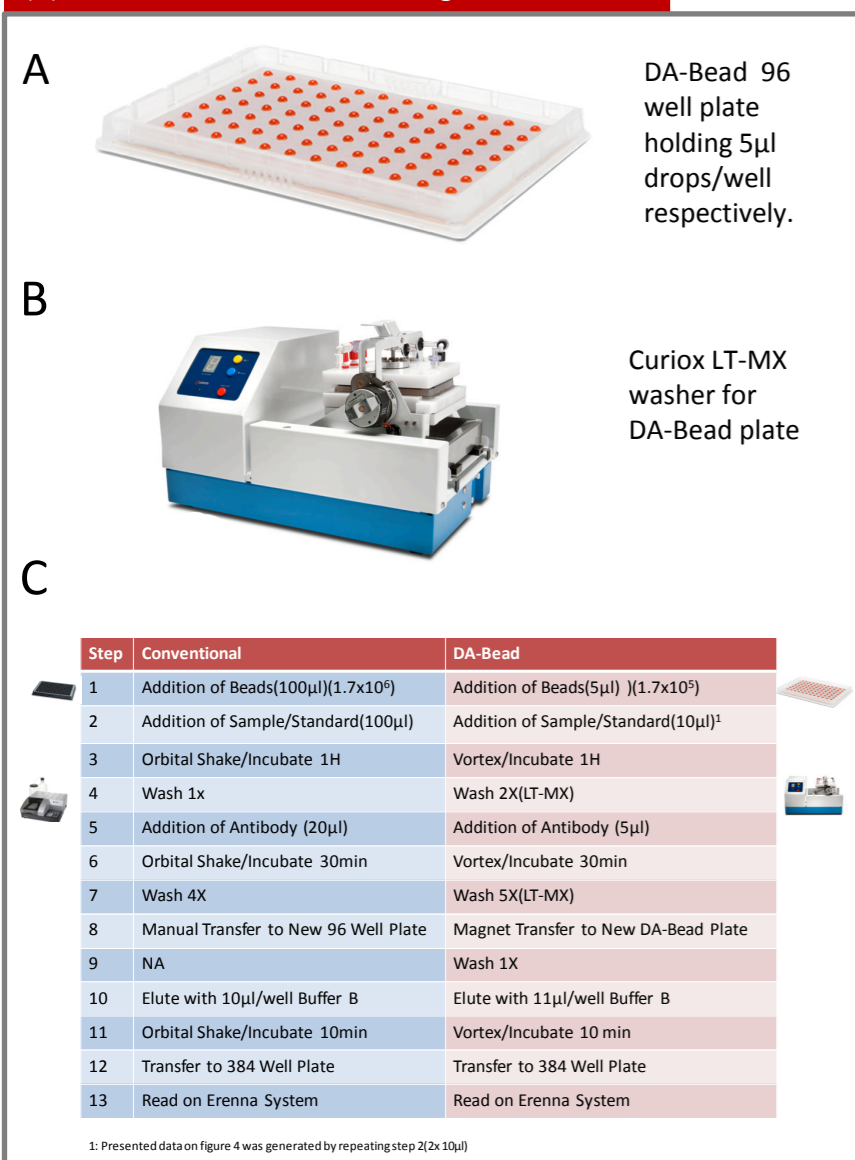 A
DA-Bead 96
well plate
holding 5µl
drops/well
respectively.
B
Curiox LT-MX
washer for
DA-Bead plate
C
Step Conventional DA-Bead
1 Addition of Beads(100µl)(1.7x10⁶) Addition of Beads(5µl) )(1.7x10⁵)
2 Addition of Sample/Standard(100µl) Addition of Sample/Standard(10µl)¹
3 Orbital Shake/Incubate 1H Vortex/Incubate 1H
4 Wash 1x Wash 2X(LT-MX)
5 Addition of Antibody (20µl) Addition of Antibody (5µl)
6 Orbital Shake/Incubate 30min Vortex/Incubate 30min
7 Wash 4X Wash 5X(LT-MX)
8 Manual Transfer to New 96 Well Plate Magnet Transfer to New DA-Bead Plate
9 NA Wash 1X
10 Elute with 10µl/well Buffer B Elute with 11µl/well Buffer B
11 Orbital Shake/Incubate 10min Vortex/Incubate 10 min
12 Transfer to 384 Well Plate Transfer to 384 Well Plate
13 Read on Erenna System Read on Erenna System
1: Presented data on figure 4 was generated by repeating step 2(2x 10µl)